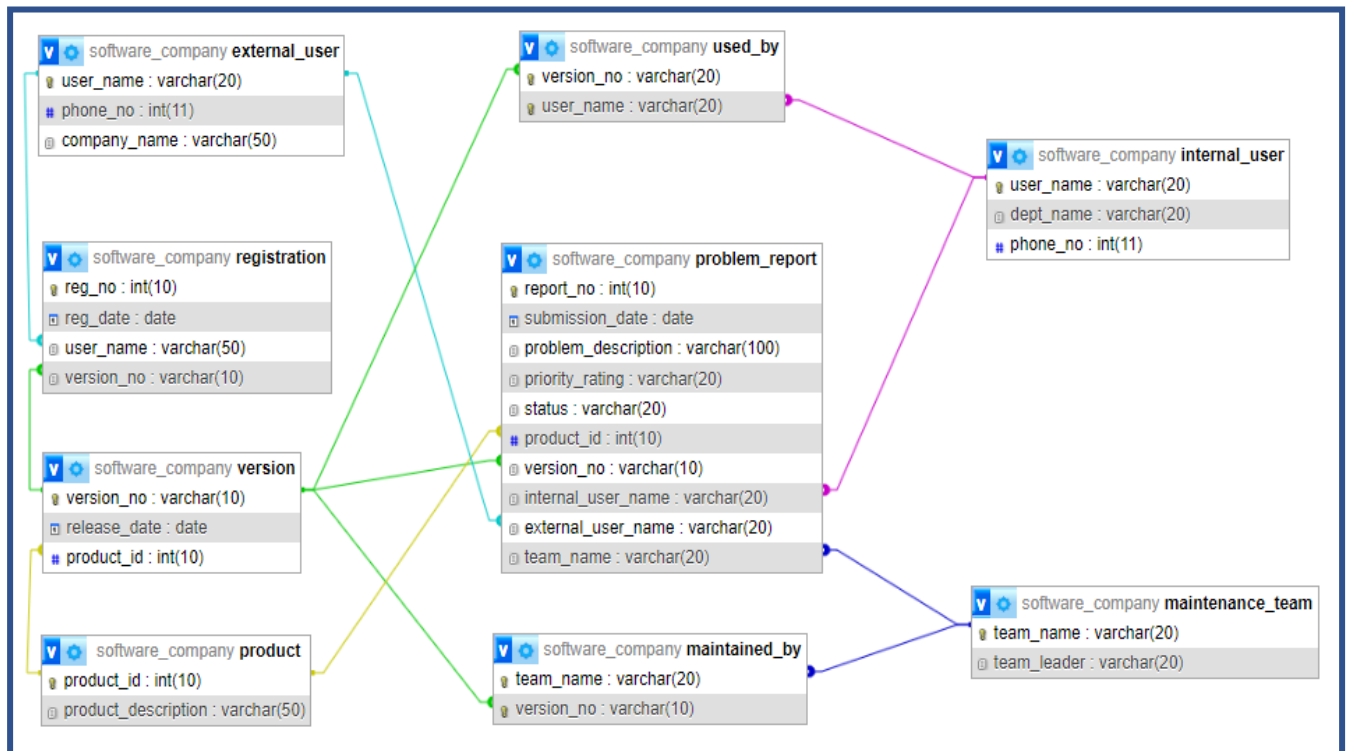 software_company external_user
user_name : varchar(20)
# phone_no : int(11)
company_name : varchar(50)
software_company used_by
version_no : varchar(20)
user_name : varchar(20)
software_company internal_user
user_name : varchar(20)
dept_name : varchar(20)
# phone_no : int(11)
software_company registration
reg_no : int(10)
reg_date : date
user_name : varchar(50)
version_no : varchar(10)
software_company problem_report
report_no : int(10)
submission_date : date
problem_description : varchar(100)
priority_rating : varchar(20)
status : varchar(20)
# product_id : int(10)
version_no : varchar(10)
internal_user_name : varchar(20)
external_user_name : varchar(20)
team_name : varchar(20)
software_company version
version_no : varchar(10)
release_date : date
# product_id : int(10)
software_company product
product_id : int(10)
product_description : varchar(50)
software_company maintained_by
team_name : varchar(20)
version_no : varchar(10)
software_company maintenance_team
team_name : varchar(20)
team_leader : varchar(20)